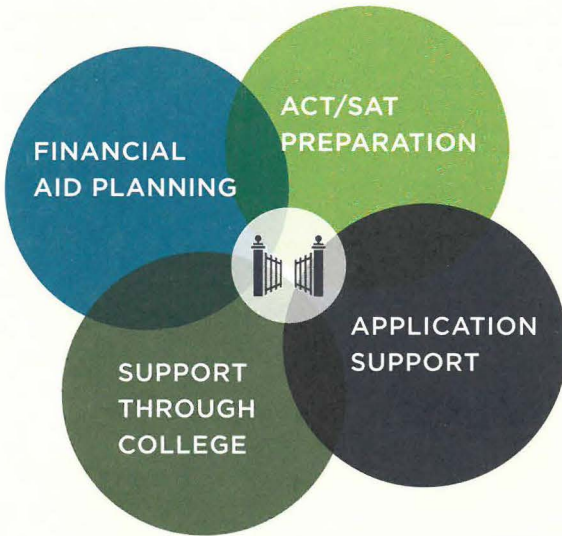 FINANCIAL
AID PLANNING
ACT/SAT
PREPARATION
APPLICATION
SUPPORT
SUPPORT
THROUGH
COLLEGE